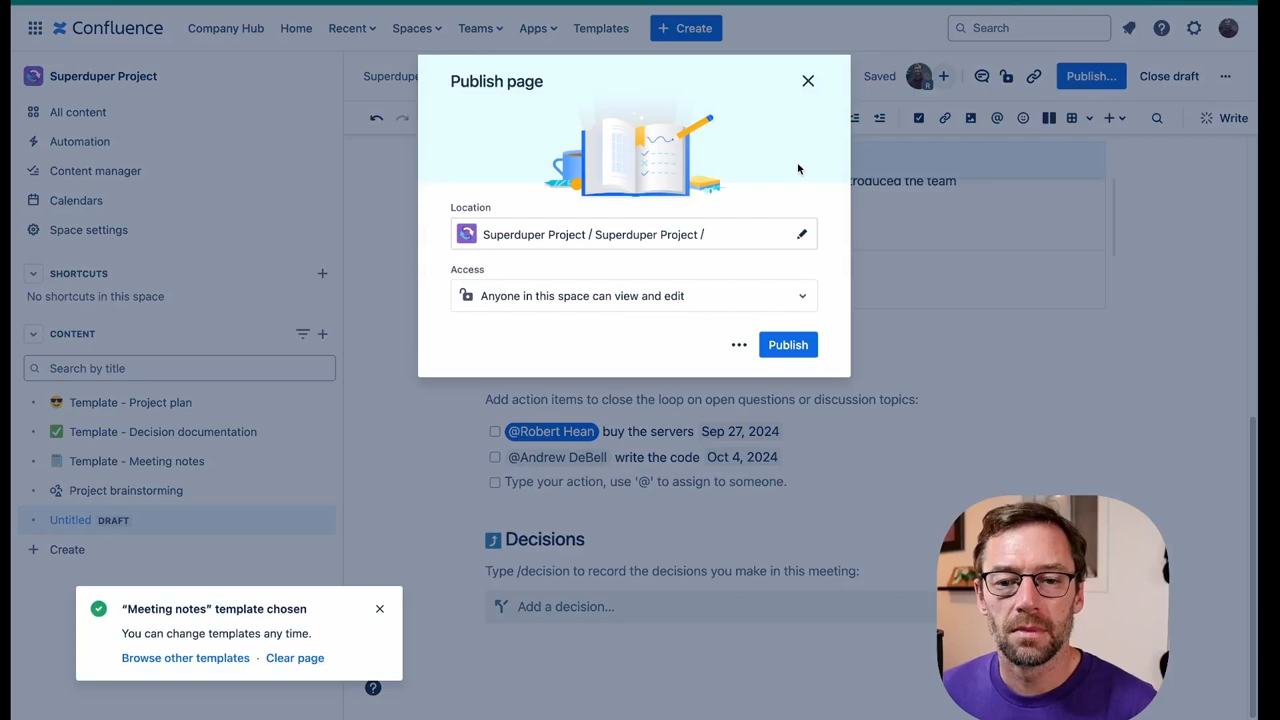 Confluence
Company Hub
Home
Recent
Spaces
Teams
Apps
Templates
+ Create
Search
Superduper Project
All content
Automation
Content manager
Calendars
Space settings
SHORTCUTS
No shortcuts in this space
CONTENT
Search by title
Template - Project plan
Template - Decision documentation
Template - Meeting notes
Project brainstorming
Untitled DRAFT
Create
Saved
R
Publish...
Close draft
Write
Publish page
Location
Superduper Project / Superduper Project /
Access
Anyone in this space can view and edit
Publish
the team
Add action items to close the loop on open questions or discussion topics:
@Robert Hean buy the servers Sep 27, 2024
@Andrew DeBell write the code Oct 4, 2024
Type your action, use '@' to assign to someone.
Decisions
Type /decision to record the decisions you make in this meeting:
Add a decision...
“Meeting notes” template chosen
You can change templates any time.
Browse other templates · Clear page
?